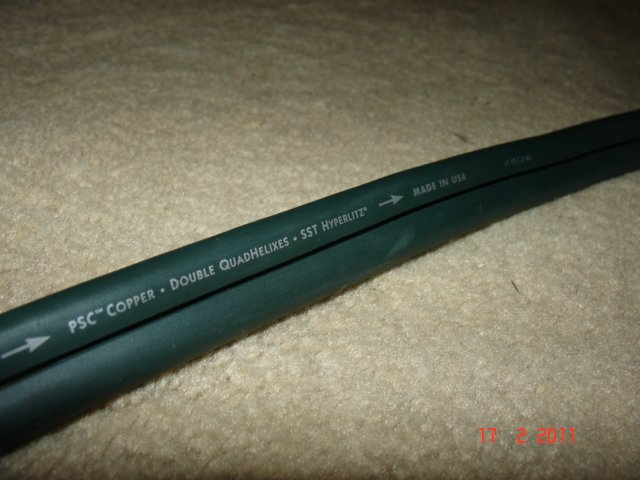 → PSC™ COPPER • DOUBLE QUADHELIXES • SST HYPERLITZ® → MADE IN USA
17 2 2011